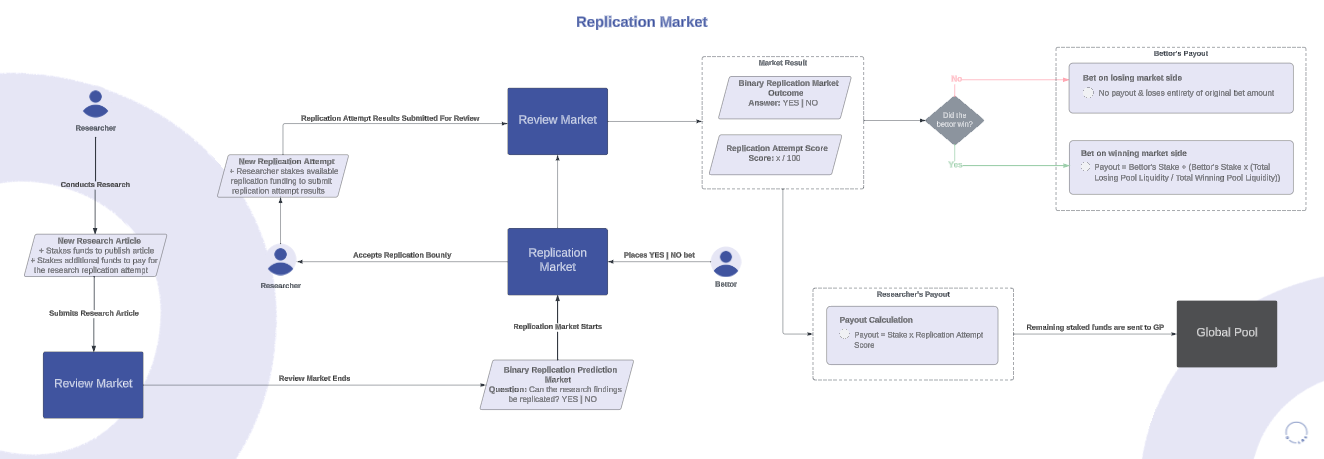 Replication Market
Researcher
Conducts Research
New Research Article
+ Stakes funds to publish article
+ Stakes additional funds to pay for
the research replication attempt
Submits Research Article
Review Market
Review Market Ends
Replication Attempt Results Submitted For Review
New Replication Attempt
+ Researcher stakes available
replication funding to submit
replication attempt results
Researcher
Accepts Replication Bounty
Review Market
Replication
Market
Places YES | NO bet
Bettor
Replication Market Starts
Binary Replication Prediction
Market
Question: Can the research findings
be replicated? YES | NO
Market Result
Binary Replication Market
Outcome
Answer: YES | NO
Replication Attempt Score
Score: x / 100
Did the
bettor win?
No
Yes
Bettor's Payout
Bet on losing market side
No payout & loses entirety of original bet amount
Bet on winning market side
Payout = Bettor's Stake + (Bettor's Stake x (Total
Losing Pool Liquidity / Total Winning Pool Liquidity))
Researcher's Payout
Payout Calculation
Payout = Stake x Replication Attempt
Score
Remaining staked funds are sent to GP
Global Pool